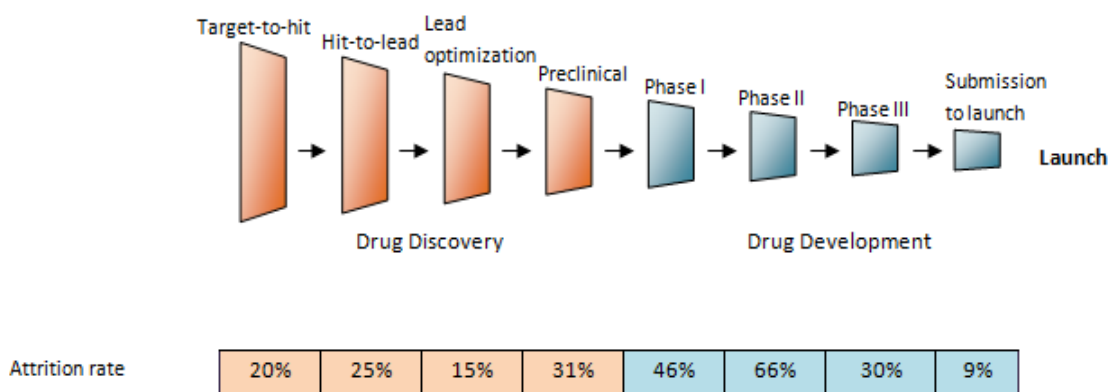 Target-to-hit
Hit-to-lead
Lead
optimization
Preclinical
Phase I
Phase II
Phase III
Submission
to launch
Launch
Drug Discovery
Drug Development
Attrition rate
20% 25% 15% 31% 46% 66% 30% 9%